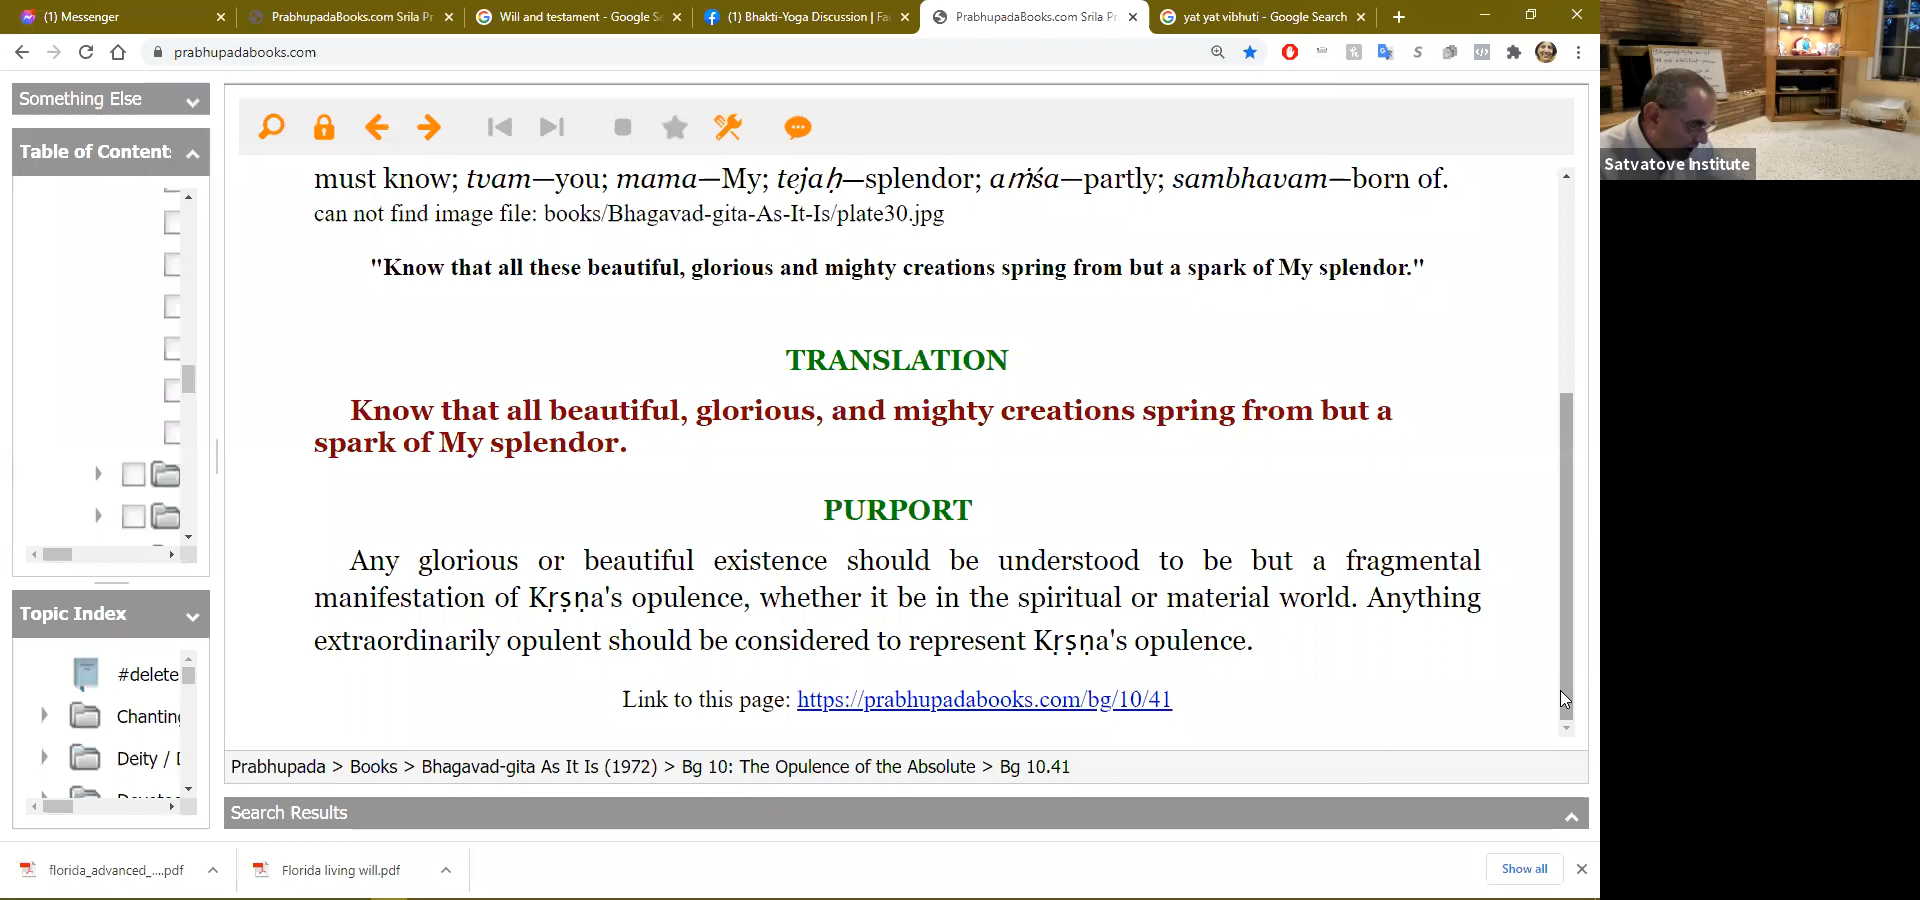 (1) Messenger
PrabhupadaBooks.com Srila Pr
Will and testament - Google Se
(1) Bhakti-Yoga Discussion | Fa
PrabhupadaBooks.com Srila Pr
yat yat vibhuti - Google Search
prabhupadabooks.com
Something Else
Table of Content
must know; tvam—you; mama—My; tejaḥ—splendor; aṁśa—partly; sambhavam—born of.
can not find image file: books/Bhagavad-gita-As-It-Is/plate30.jpg
"Know that all these beautiful, glorious and mighty creations spring from but a spark of My splendor."
TRANSLATION
Know that all beautiful, glorious, and mighty creations spring from but a
spark of My splendor.
PURPORT
Any glorious or beautiful existence should be understood to be but a fragmental
manifestation of Kṛṣṇa's opulence, whether it be in the spiritual or material world. Anything
extraordinarily opulent should be considered to represent Kṛṣṇa's opulence.
Link to this page: https://prabhupadabooks.com/bg/10/41
Topic Index
#delete
Chanting
Deity / D
Prabhupada > Books > Bhagavad-gita As It Is (1972) > Bg 10: The Opulence of the Absolute > Bg 10.41
Search Results
florida_advanced_....pdf
Florida living will.pdf
Show all
Satvatove Institute